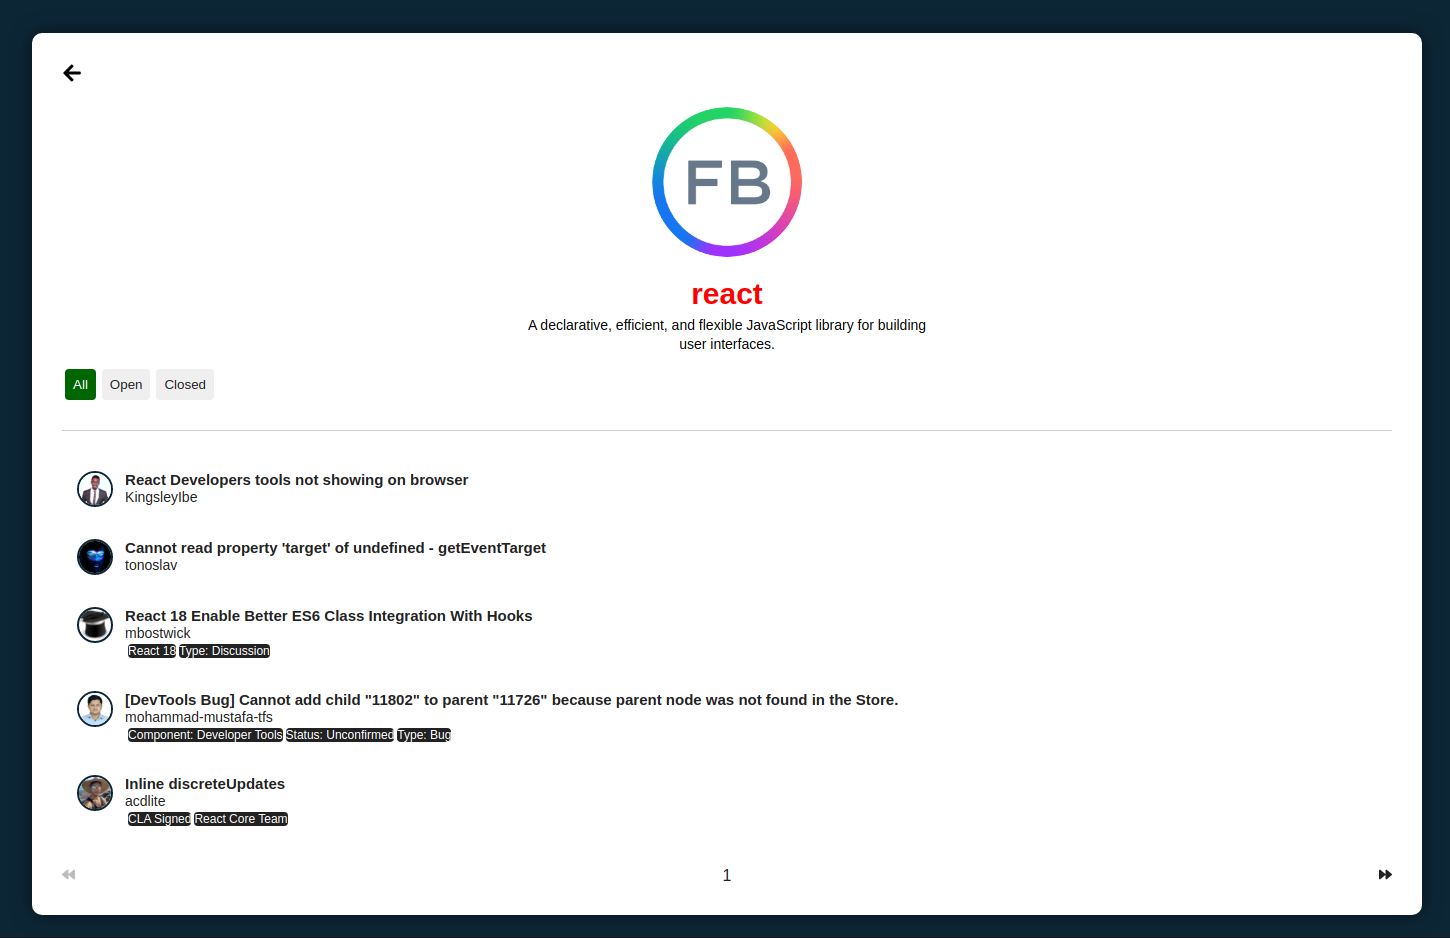 FB
react
A declarative, efficient, and flexible JavaScript library for building
user interfaces.
All Open Closed
React Developers tools not showing on browser
KingsleyIbe
Cannot read property 'target' of undefined - getEventTarget
tonoslav
React 18 Enable Better ES6 Class Integration With Hooks
mbostwick
React 18 Type: Discussion
[DevTools Bug] Cannot add child "11802" to parent "11726" because parent node was not found in the Store.
mohammad-mustafa-tfs
Component: Developer Tools Status: Unconfirmed Type: Bug
Inline discreteUpdates
acdlite
CLA Signed React Core Team
1